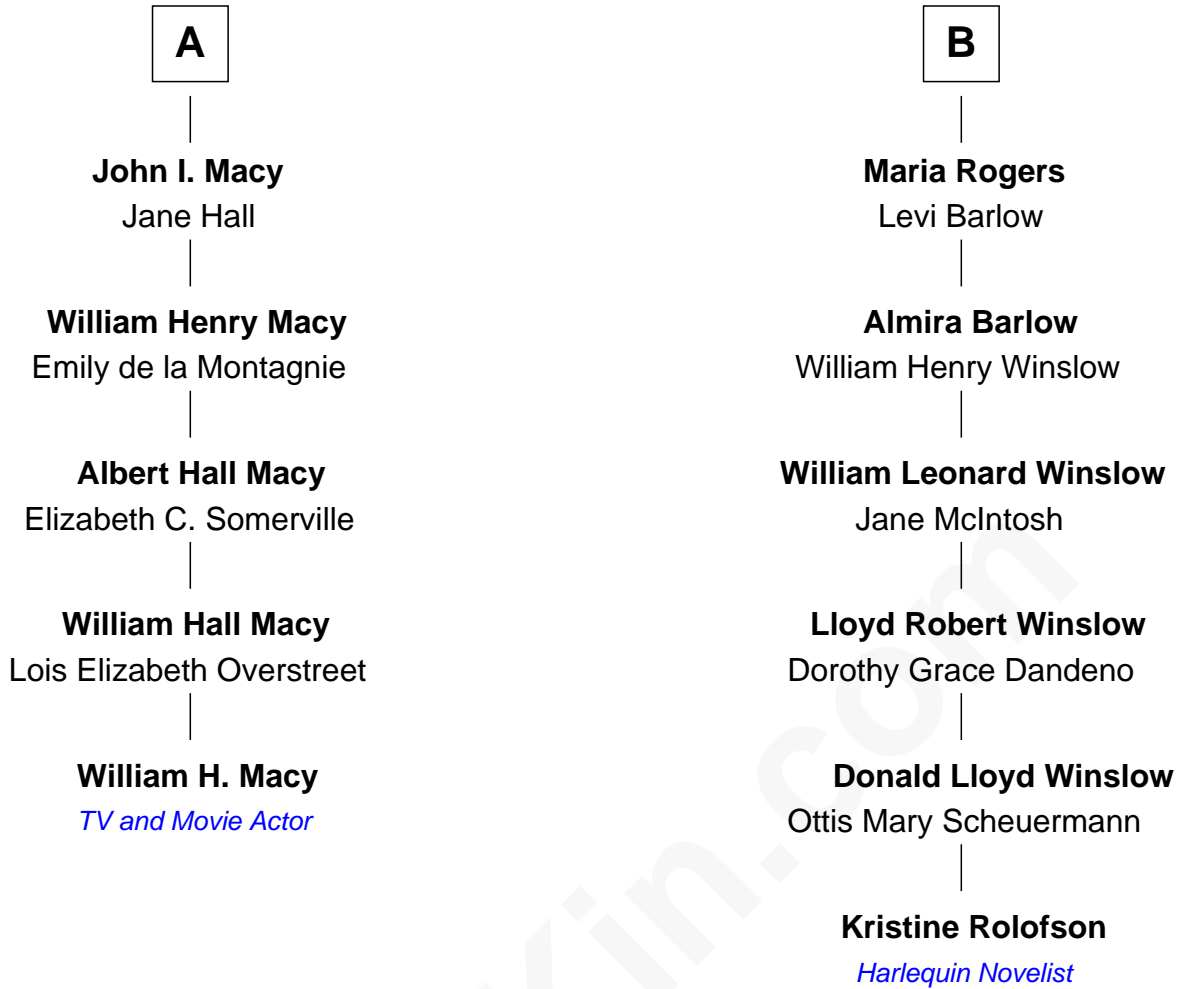 A
John I. Macy
Jane Hall
William Henry Macy
Emily de la Montagnie
Albert Hall Macy
Elizabeth C. Somerville
William Hall Macy
Lois Elizabeth Overstreet
William H. Macy
TV and Movie Actor
B
Maria Rogers
Levi Barlow
Almira Barlow
William Henry Winslow
William Leonard Winslow
Jane McIntosh
Lloyd Robert Winslow
Dorothy Grace Dandeno
Donald Lloyd Winslow
Ottis Mary Scheuermann
Kristine Rolofson
Harlequin Novelist
Kin.com